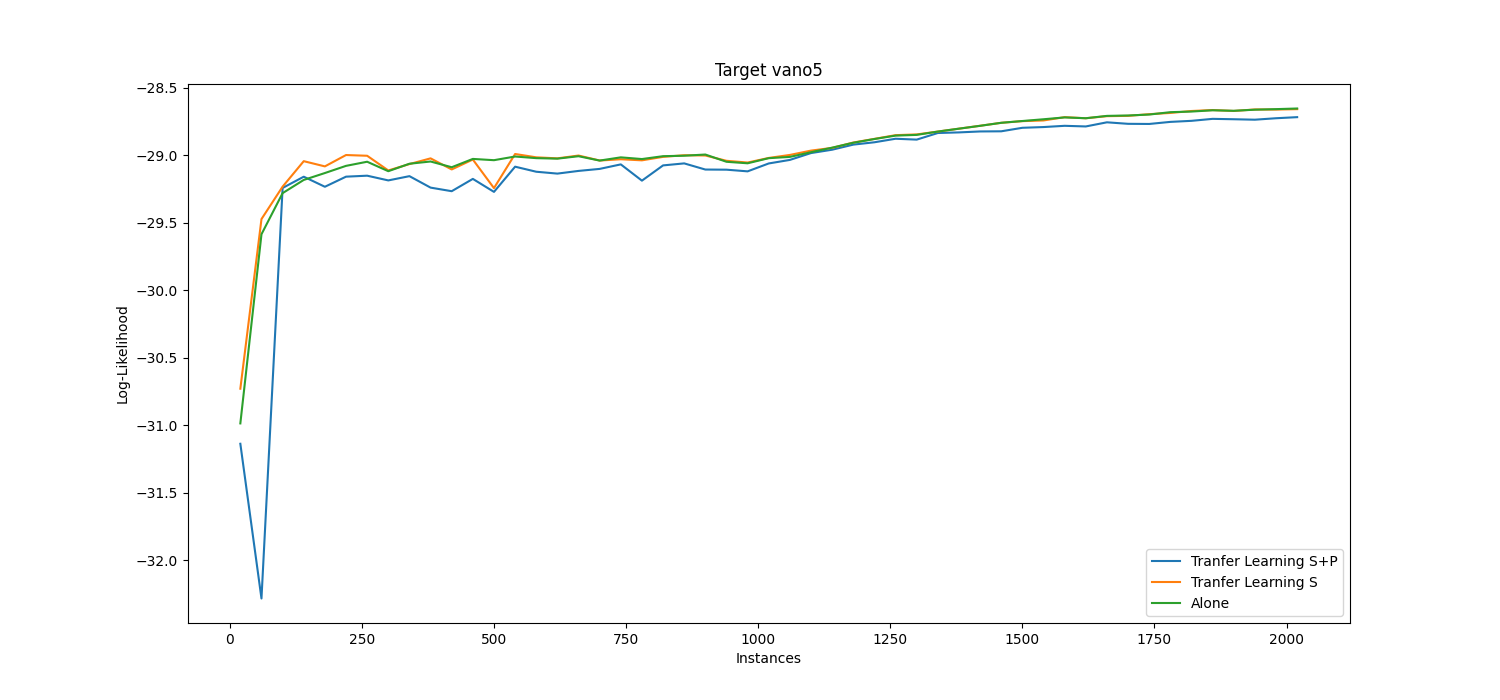 Target vano5
Log-Likelihood
−28.5
−29.0
−29.5
−30.0
−30.5
−31.0
−31.5
−32.0
0 250 500 750 1000 1250 1500 1750 2000
Instances
Tranfer Learning S+P
Tranfer Learning S
Alone